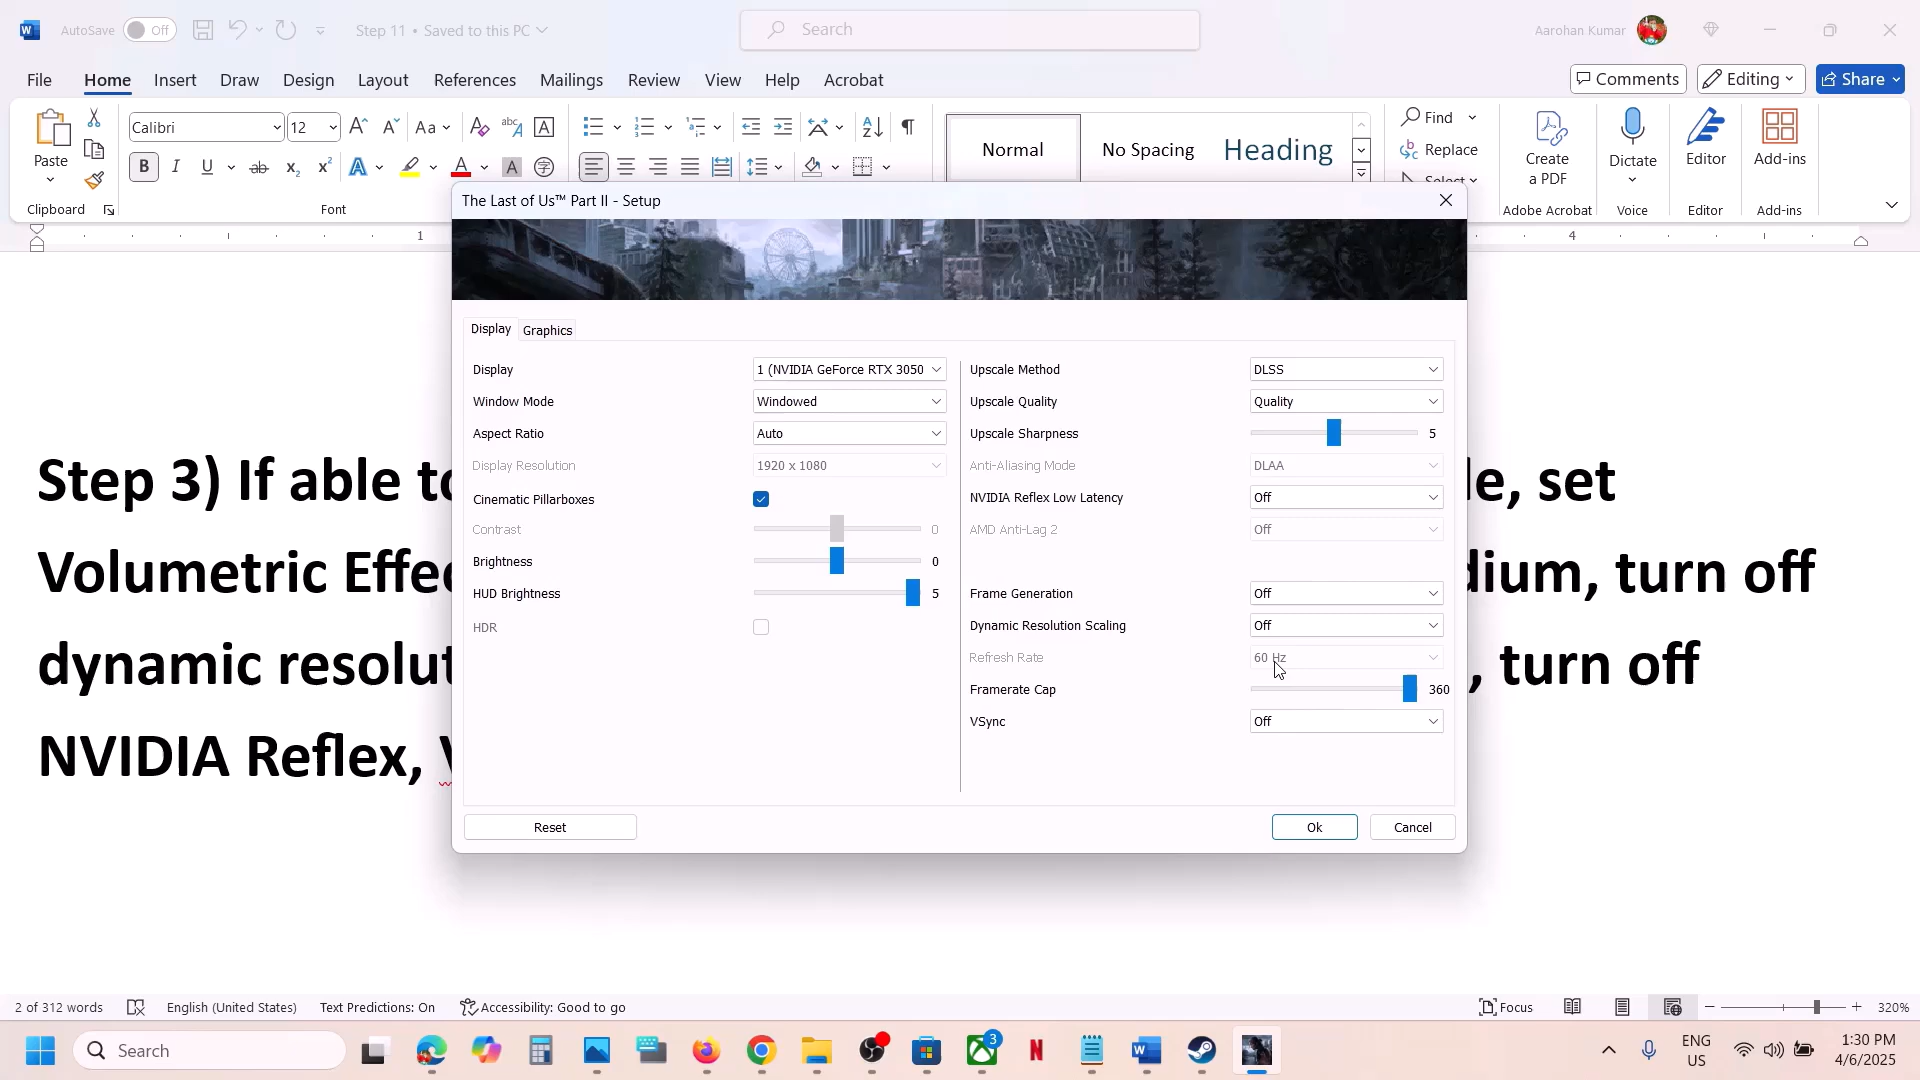 AutoSave
Off
Step 11 • Saved to this PC
Search
Aarohan Kumar
File
Home
Insert
Draw
Design
Layout
References
Mailings
Review
View
Help
Acrobat
Comments
Editing
Share
Paste
Calibri
12
Normal
No Spacing
Heading
Find
Replace
Create
a PDF
Dictate
Editor
Add-ins
Clipboard
Font
Adobe Acrobat
Voice
Editor
Add-ins
1
4
The Last of Us™ Part II - Setup
Display
Graphics
Display
1 (NVIDIA GeForce RTX 3050
Window Mode
Windowed
Aspect Ratio
Auto
Display Resolution
1920 x 1080
Cinematic Pillarboxes
Contrast
0
Brightness
0
HUD Brightness
5
HDR
Upscale Method
DLSS
Upscale Quality
Quality
Upscale Sharpness
5
Anti-Aliasing Mode
DLAA
NVIDIA Reflex Low Latency
Off
AMD Anti-Lag 2
Off
Frame Generation
Off
Dynamic Resolution Scaling
Off
Refresh Rate
60 Hz
Framerate Cap
360
VSync
Off
Reset
Ok
Cancel
Step 3) If able to
le, set
Volumetric Effec
dium, turn off
dynamic resolut
, turn off
NVIDIA Reflex, V
2 of 312 words
English (United States)
Text Predictions: On
Accessibility: Good to go
Focus
320%
Search
3
ENG
US
1:30 PM
4/6/2025